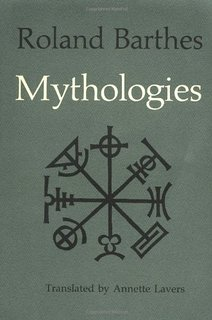 Roland Barthes
Mythologies
Translated by Annette Lavers